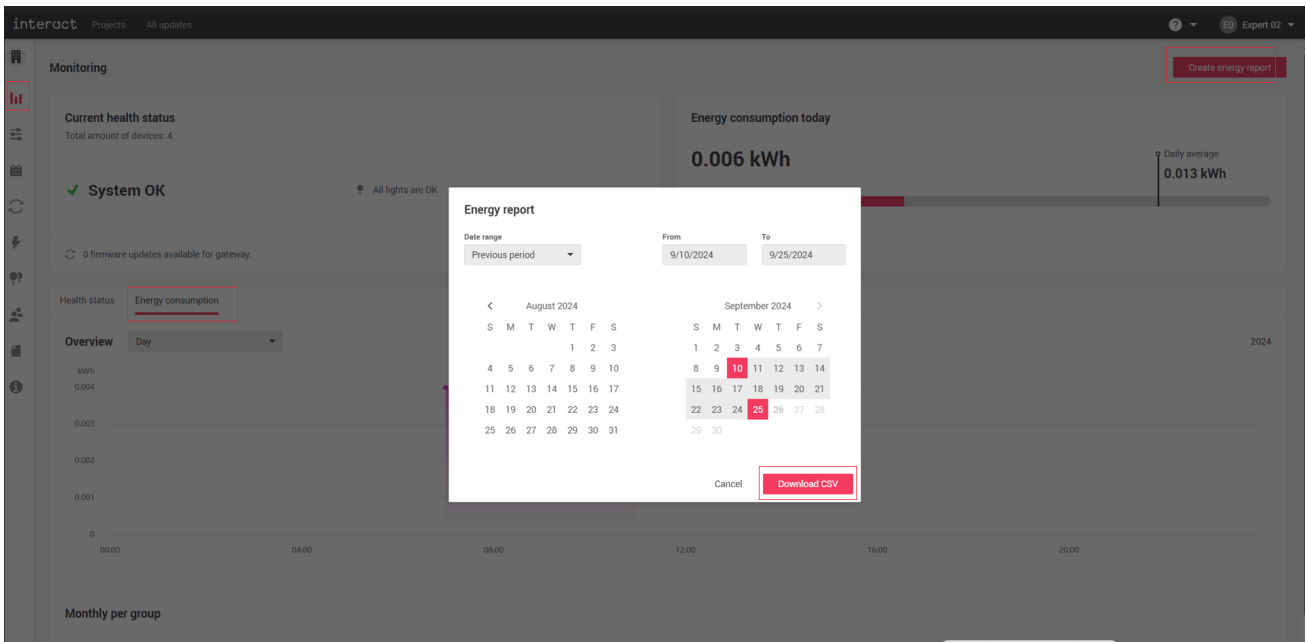 interact Projects All updates
? E0 Expert 02
Monitoring
Create energy report
Current health status
Total amount of devices: 4
System OK
All lights are OK
0 firmware updates available for gateway.
Energy consumption today
0.006 kWh
Daily average
0.013 kWh
Health status Energy consumption
Overview Day
2024
kWh
0.004
0.003
0.002
0.001
0
00:00 04:00 08:00 12:00 16:00 20:00
Monthly per group
Energy report
Date range From To
Previous period 9/10/2024 9/25/2024
August 2024
S M T W T F S
1 2 3
4 5 6 7 8 9 10
11 12 13 14 15 16 17
18 19 20 21 22 23 24
25 26 27 28 29 30 31
September 2024
S M T W T F S
1 2 3 4 5 6 7
8 9 10 11 12 13 14
15 16 17 18 19 20 21
22 23 24 25 26 27 28
29 30
Cancel Download CSV